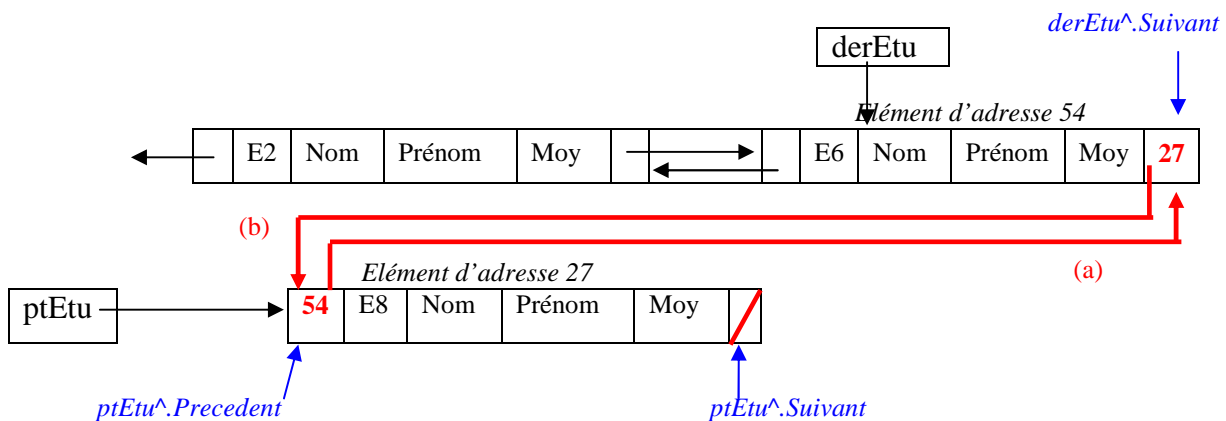 derEtu^.Suivant
derEtu
Elément d'adresse 54
E2 Nom Prénom Moy E6 Nom Prénom Moy 27
(b)
(a)
Elément d'adresse 27
ptEtu 54 E8 Nom Prénom Moy
ptEtu^.Precedent ptEtu^.Suivant